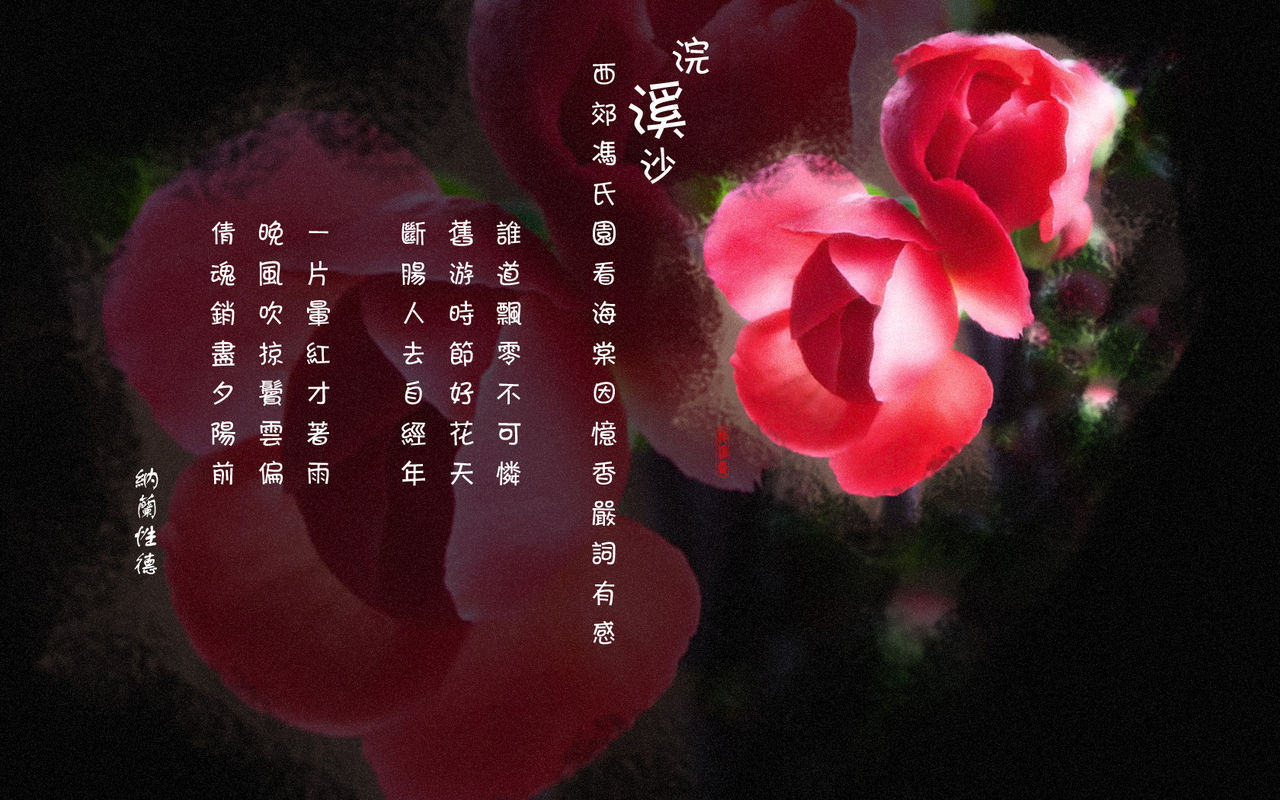 浣溪沙
西郊馮氏園看海棠因憶香嚴詞有感
誰道飄零不可憐
舊游時節好花天
斷腸人去自經年
一片暈紅才著雨
晚風吹掠鬢雲偏
倩魂銷盡夕陽前
納蘭性德